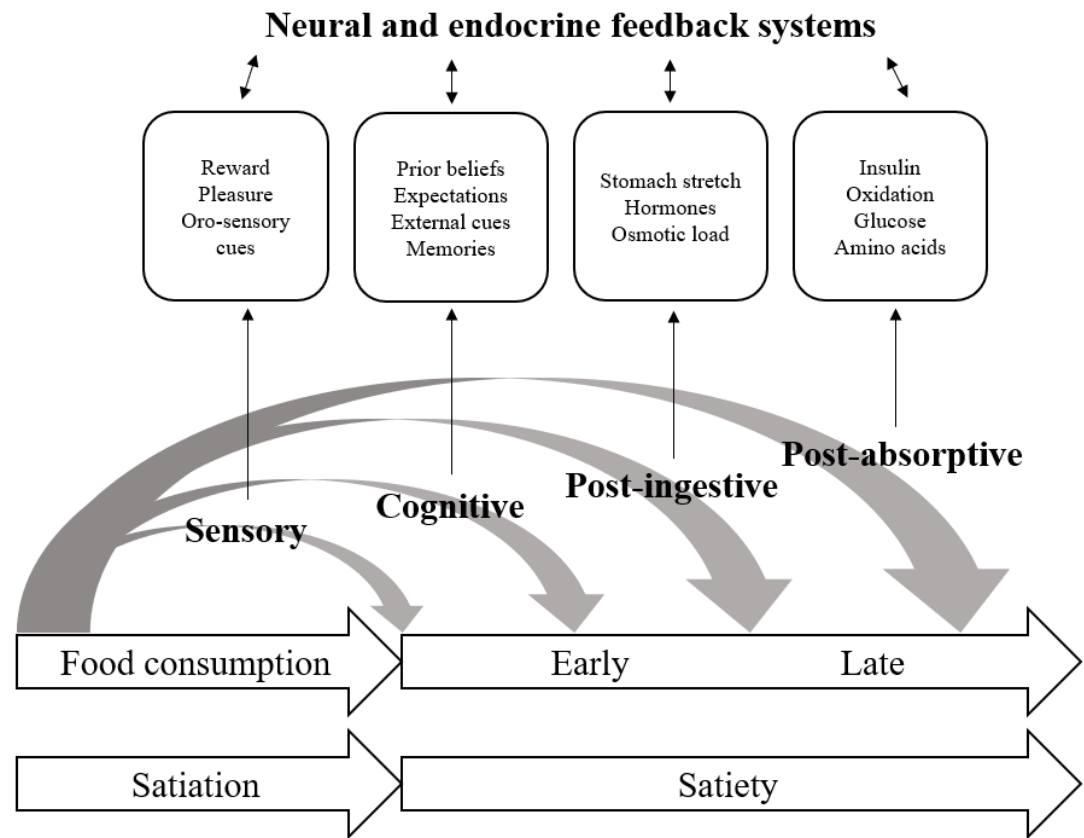 Neural and endocrine feedback systems
Reward
Pleasure
Oro-sensory
cues
Prior beliefs
Expectations
External cues
Memories
Stomach stretch
Hormones
Osmotic load
Insulin
Oxidation
Glucose
Amino acids
Sensory
Cognitive
Post-ingestive
Post-absorptive
Food consumption
Early
Late
Satiation
Satiety